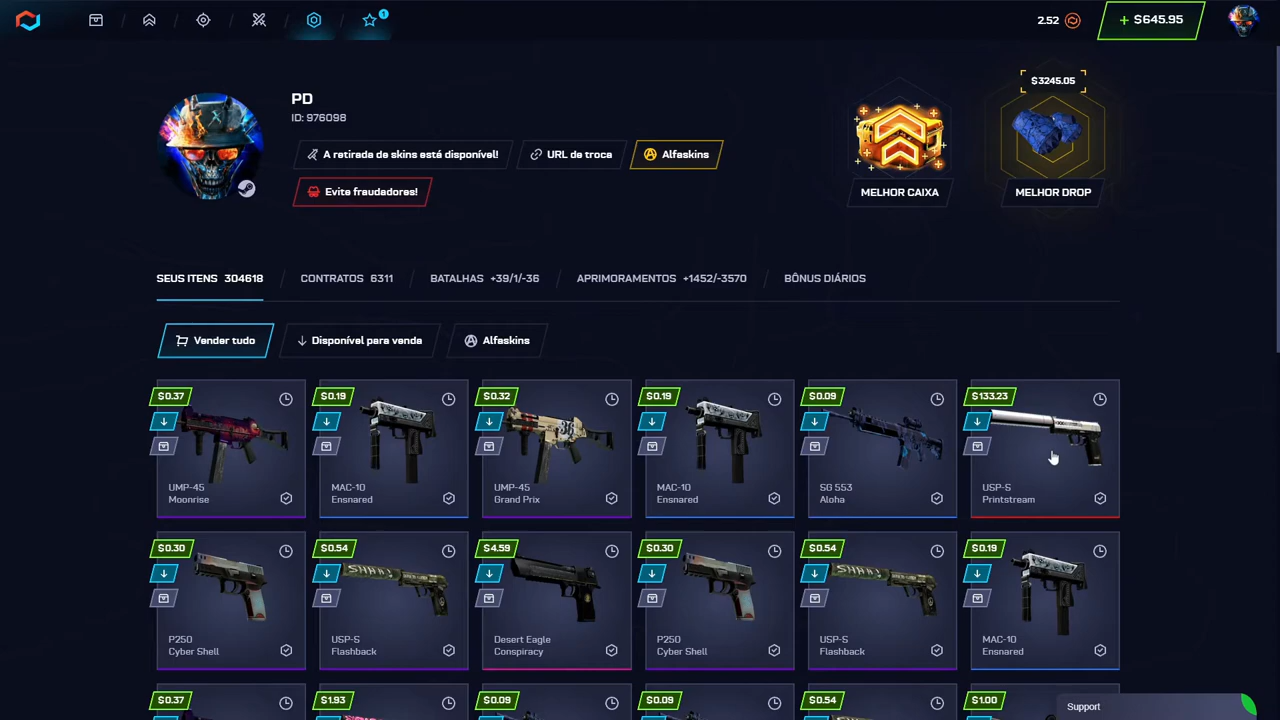 1
2.52
+ $645.95
PD
ID: 976098
A retirada de skins está disponível!
URL de troca
Alfaskins
Evite fraudadores!
MELHOR CAIXA
$3245.05
MELHOR DROP
SEUS ITENS 304618
CONTRATOS 6311
BATALHAS +39/1/-36
APRIMORAMENTOS +1452/-3570
BÔNUS DIÁRIOS
Vender tudo
Disponível para venda
Alfaskins
$0.37
UMP-45
Moonrise
$0.19
MAC-10
Ensnared
$0.32
UMP-45
Grand Prix
$0.19
MAC-10
Ensnared
$0.09
SG 553
Aloha
$133.23
USP-S
Printstream
$0.30
P250
Cyber Shell
$0.54
USP-S
Flashback
$4.59
Desert Eagle
Conspiracy
$0.30
P250
Cyber Shell
$0.54
USP-S
Flashback
$0.19
MAC-10
Ensnared
$0.37
$1.93
$0.09
$0.09
$0.54
$1.00
Support